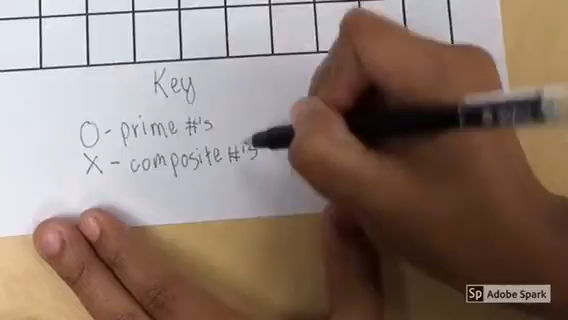 Key
O - prime #'s
X - composite #'s
Sp Adobe Spark